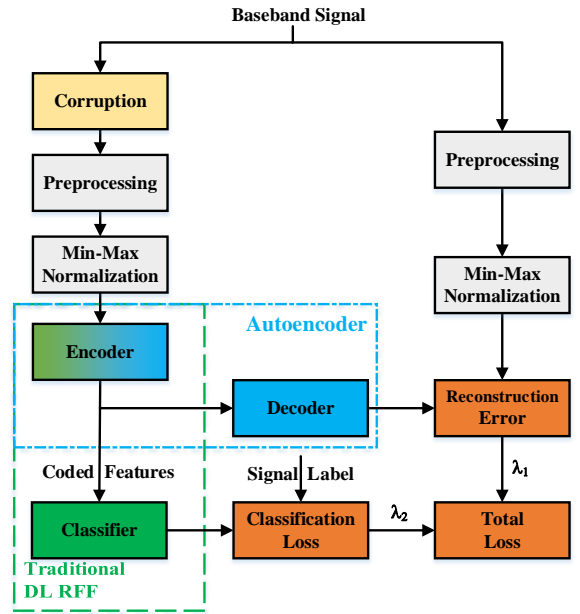 Baseband Signal
Corruption
Preprocessing
Preprocessing
Min-Max
Normalization
Min-Max
Normalization
Autoencoder
Encoder
Decoder
Reconstruction
Error
Coded Features
Signal Label
λ1
Classifier
Classification
Loss
λ2
Total
Loss
Traditional
DL RFF